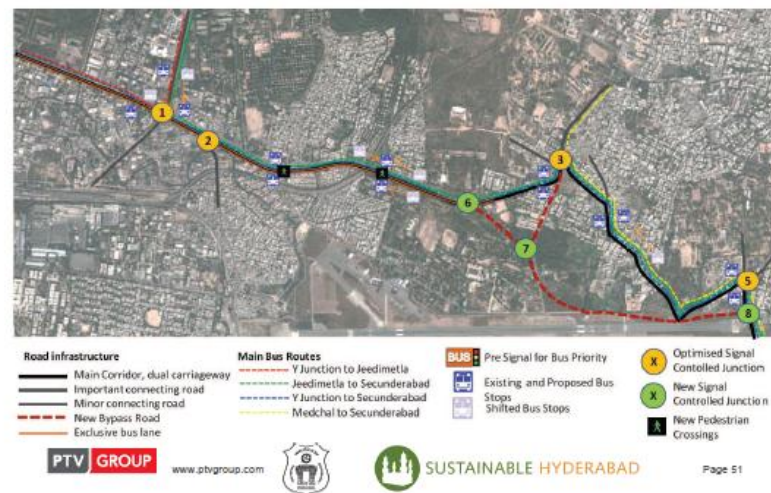 1
2
3
6
7
5
8
Road infrastructure
Main Corridor, dual carriageway
Important connecting road
Minor connecting road
New Bypass Road
Exclusive bus lane
Main Bus Routes
Y Junction to Jeedimetla
Jeedimetla to Secunderabad
Y Junction to Secunderabad
Medchal to Secunderabad
BUS
Pre Signal for Bus Priority
Existing and Proposed Bus
Stops
Shifted Bus Stops
X
Optimised Signal
Contolled Junction
X
New Signal
Controlled Junction
New Pedestrian
Crossings
PTV GROUP
www.ptvgroup.com
SUSTAINABLE HYDERABAD
Page 51